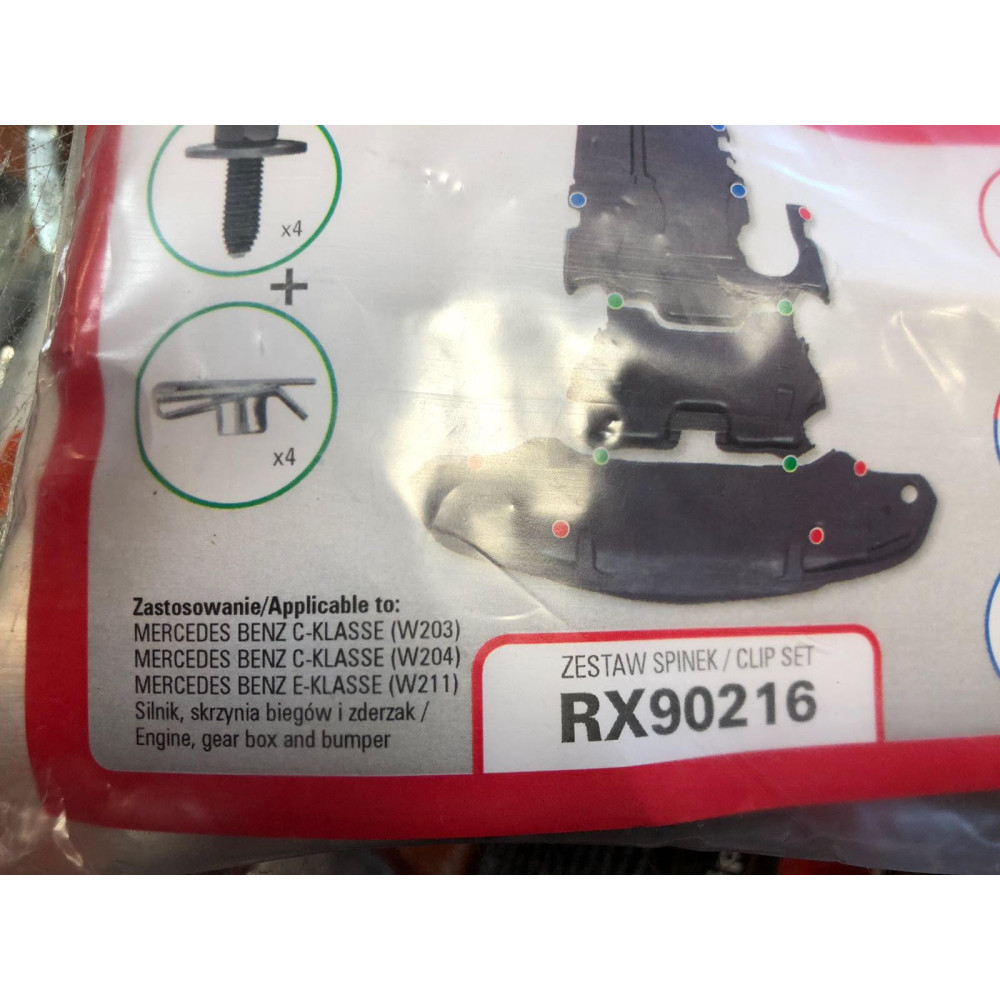 x4
+
x4
Zastosowanie/Applicable to:
MERCEDES BENZ C-KLASSE (W203)
MERCEDES BENZ C-KLASSE (W204)
MERCEDES BENZ E-KLASSE (W211)
Silnik, skrzynia biegów i zderzak /
Engine, gear box and bumper
ZESTAW SPINEK / CLIP SET
RX90216